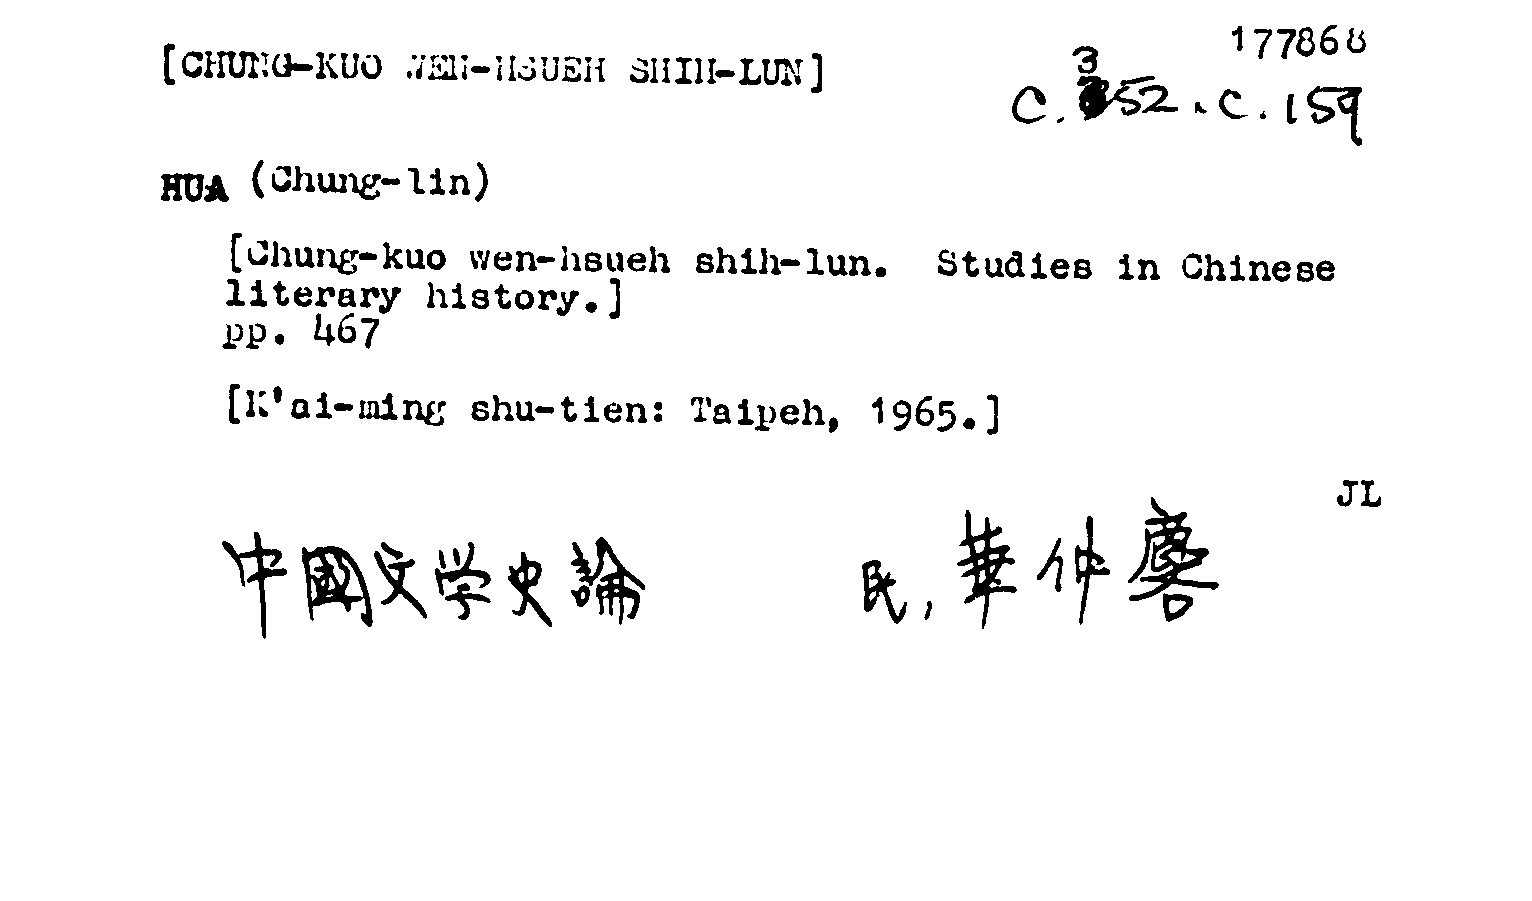 [CHUNG-KUO WEN-HSUEH SHIH-LUN]
177868
C.352.C.159
HUA (Chung-lin)
[Chung-kuo wen-hsueh shih-lun. Studies in Chinese
literary history.]
pp. 467
[K'ai-ming shu-tien: Taipeh, 1965.]
JL
中國文学史論 民,華仲麐